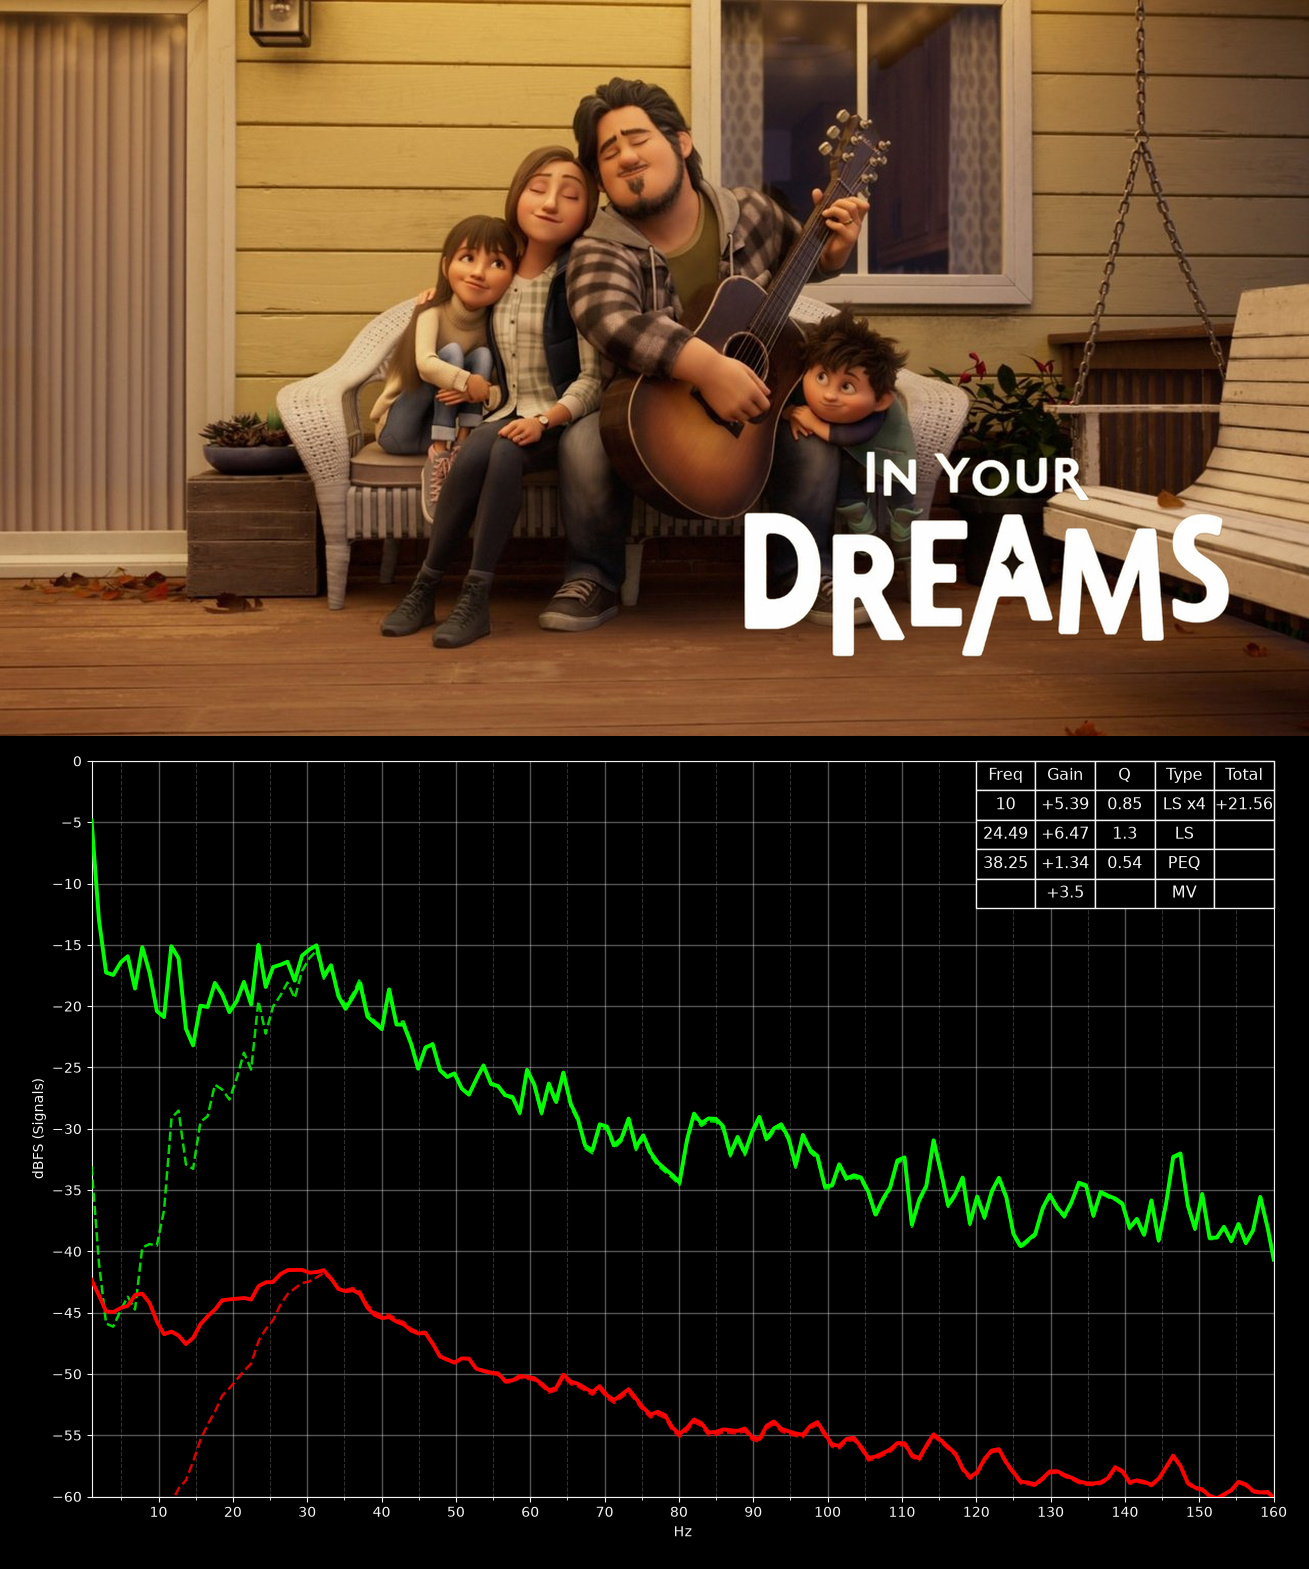 IN YOUR
DREAMS
Freq Gain Q Type Total
10 +5.39 0.85 LS x4 +21.56
24.49 +6.47 1.3 LS
38.25 +1.34 0.54 PEQ
+3.5 MV
0
−5
−10
−15
−20
−25
−30
−35
−40
−45
−50
−55
−60
dBFS (Signals)
10 20 30 40 50 60 70 80 90 100 110 120 130 140 150 160
Hz